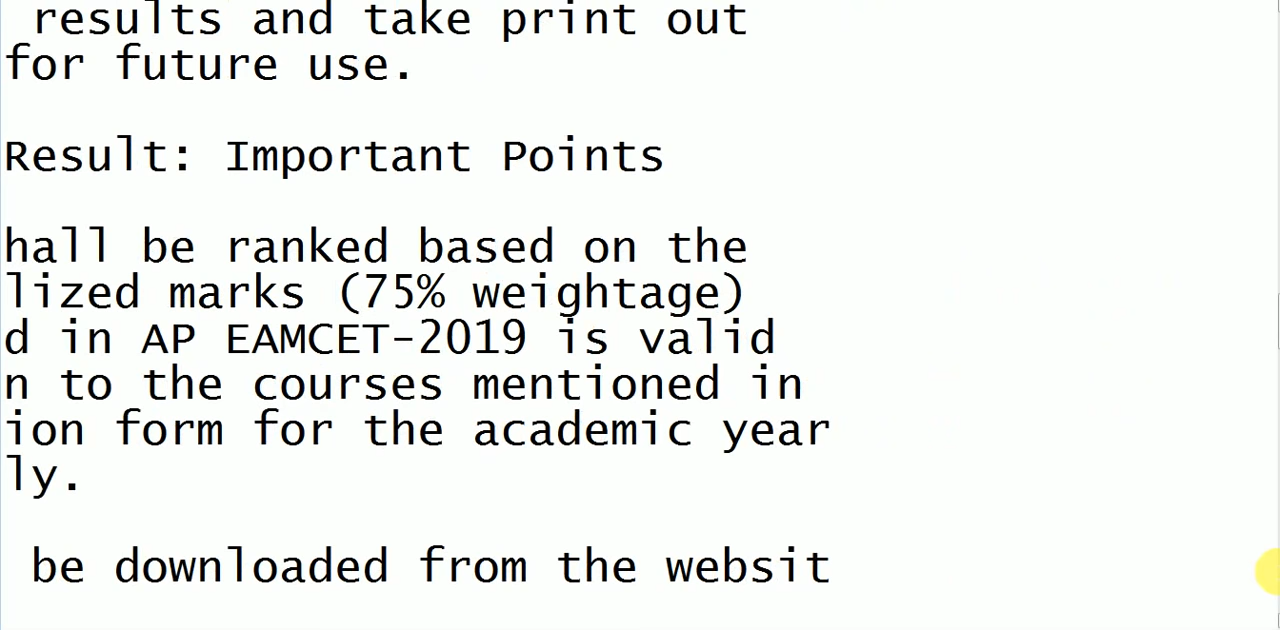 results and take print out
for future use.
Result: Important Points
hall be ranked based on the
lized marks (75% weightage)
d in AP EAMCET-2019 is valid
n to the courses mentioned in
ion form for the academic year
ly.
be downloaded from the websit